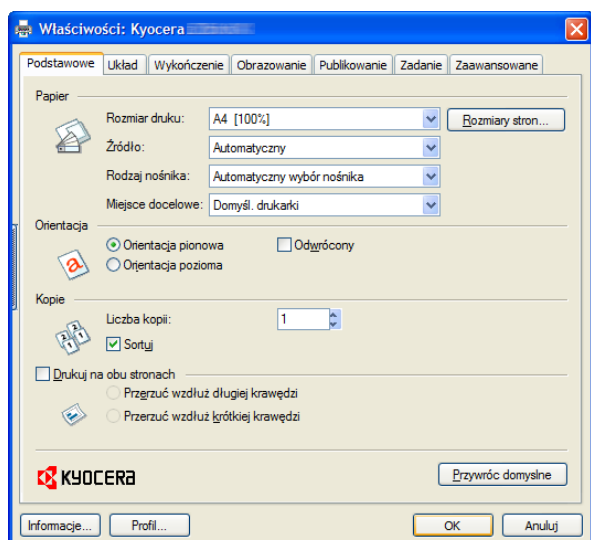 Właściwości: Kyocera
Podstawowe Układ Wykończenie Obrazowanie Publikowanie Zadanie Zaawansowane
Papier
Rozmiar druku: A4 [100%] Rozmiary stron...
Źródło: Automatyczny
Rodzaj nośnika: Automatyczny wybór nośnika
Miejsce docelowe: Domyśl. drukarki
Orientacja
Orientacja pionowa Odwrócony
Orientacja pozioma
Kopie
Liczba kopii: 1
Sortuj
Drukuj na obu stronach
Przerzuć wzdłuż długiej krawędzi
Przerzuć wzdłuż krótkiej krawędzi
KYOCERA Przywróc domyslne
Informacje... Profil... OK Anuluj